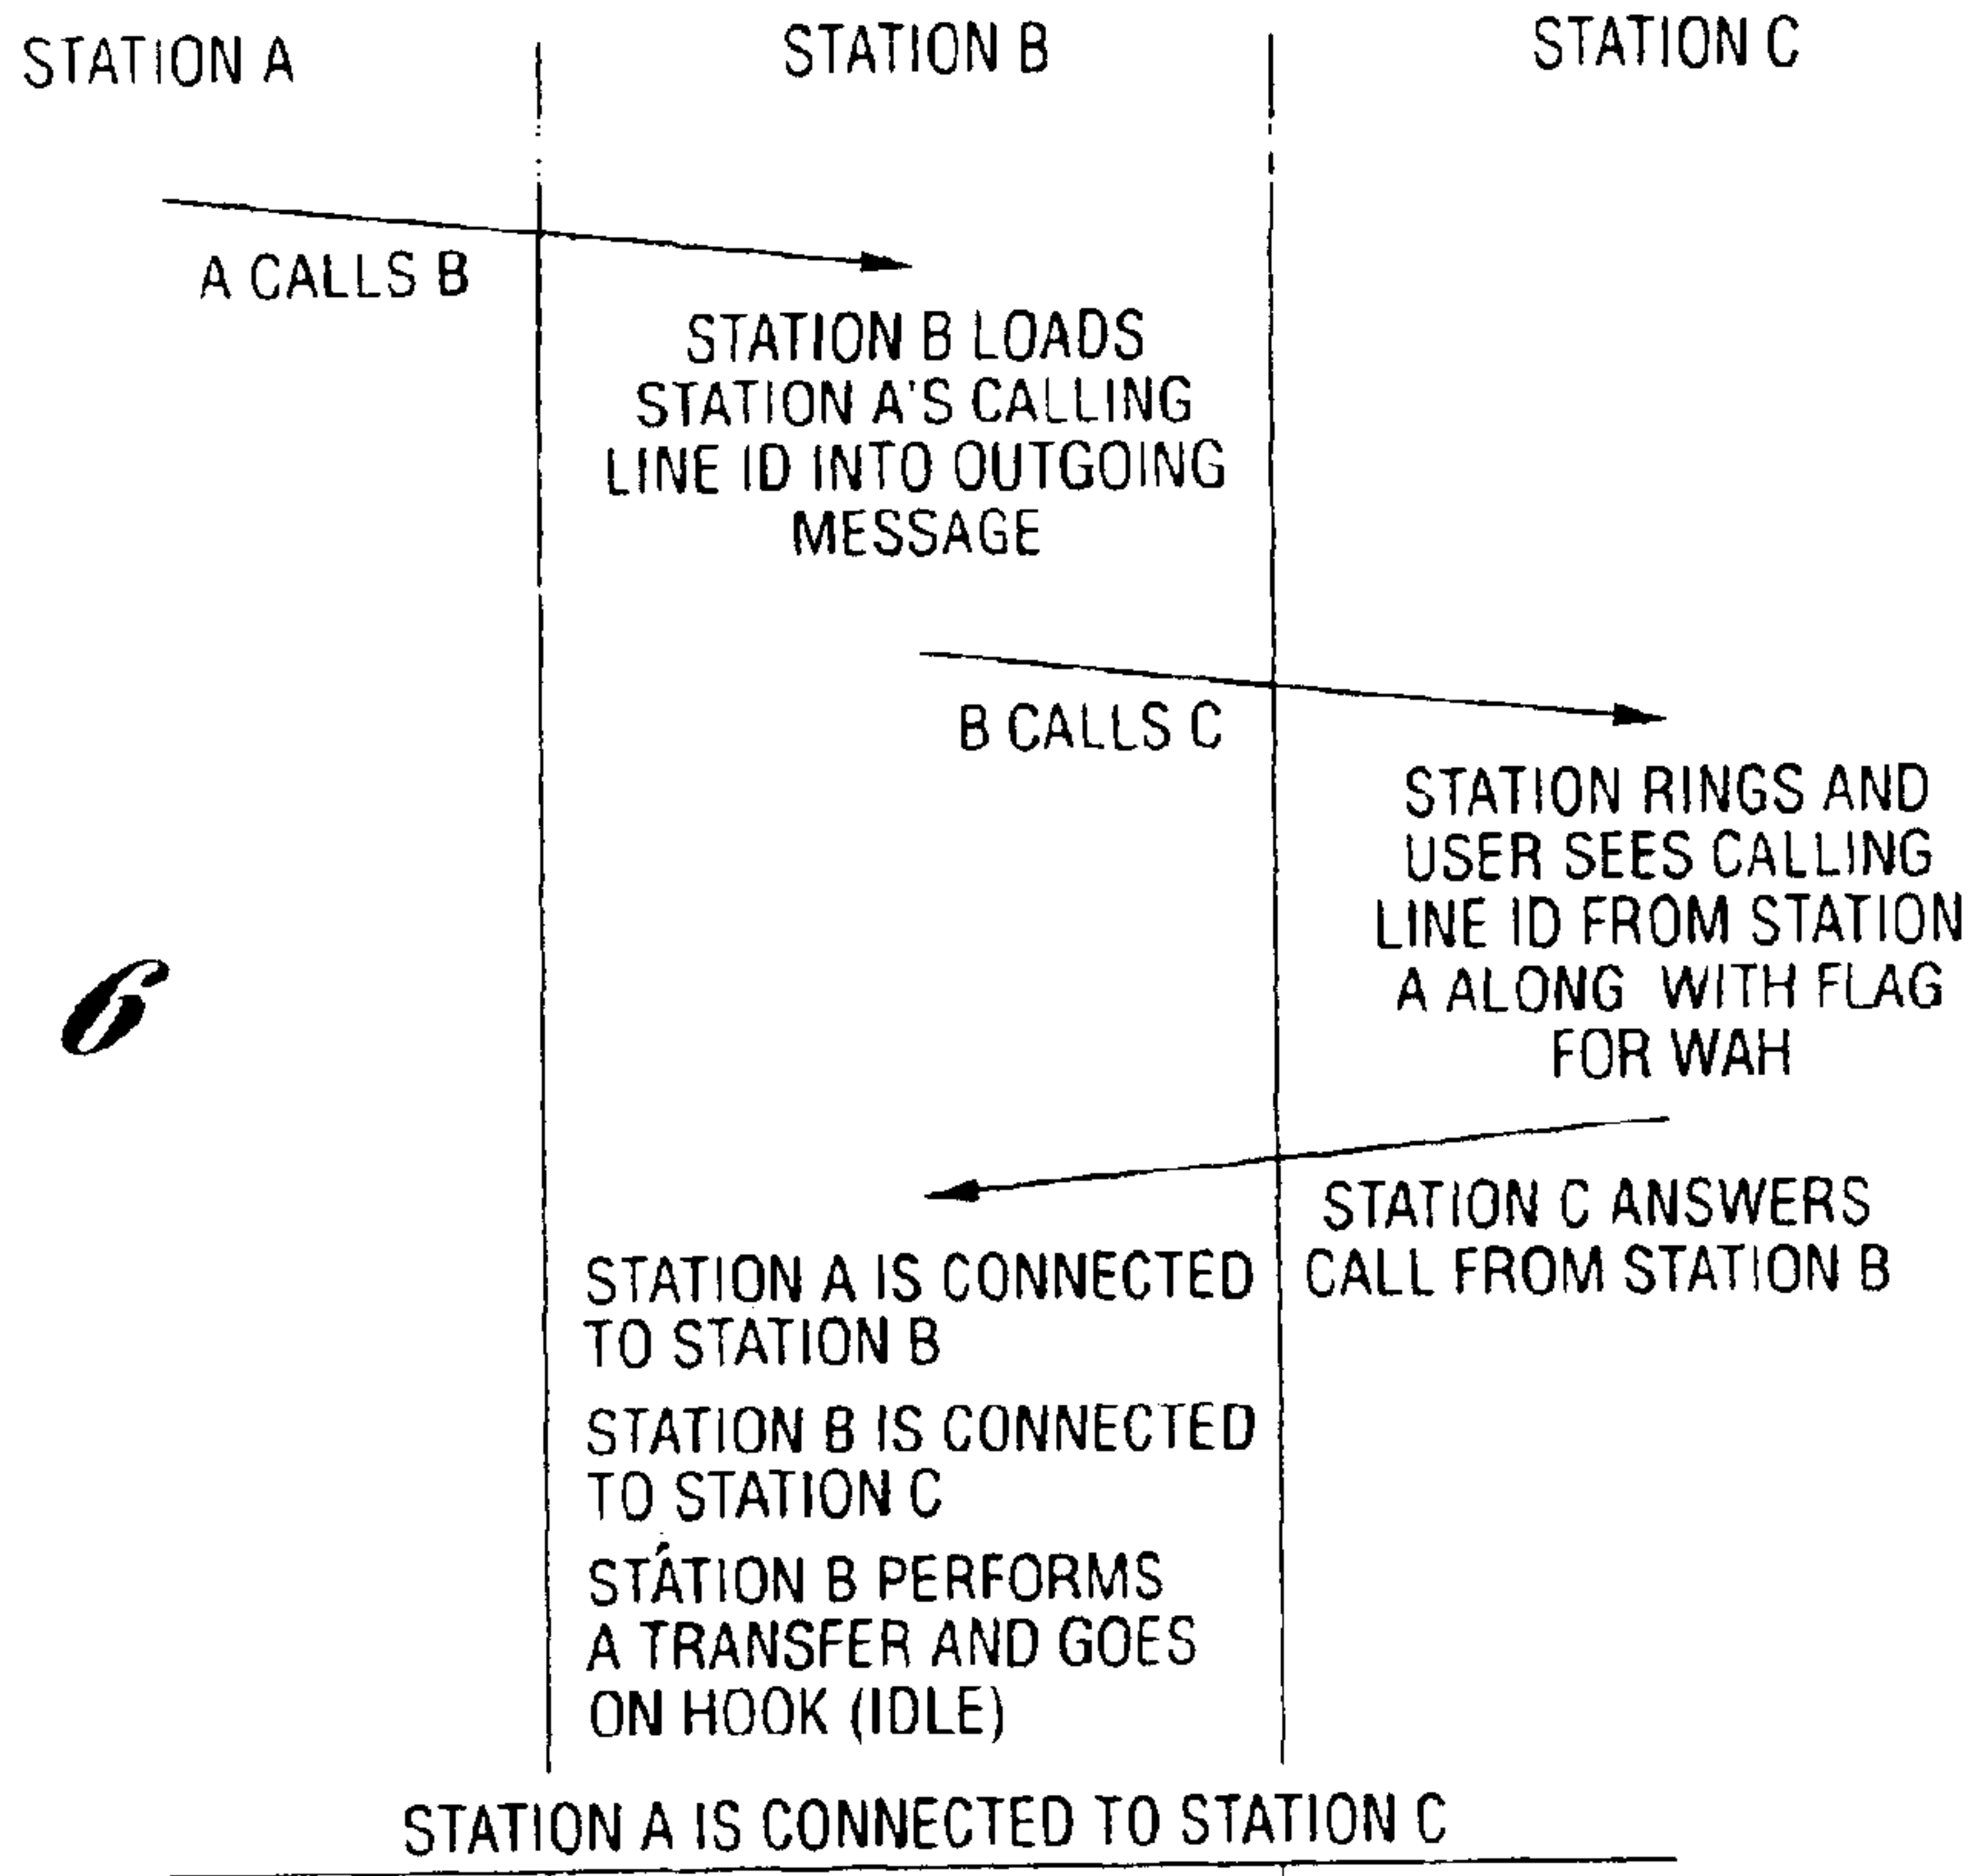 STATION A
STATION B
STATION C
A CALLS B
STATION B LOADS
STATION A'S CALLING
LINE ID INTO OUTGOING
MESSAGE
B CALLS C
STATION RINGS AND
USER SEES CALLING
LINE ID FROM STATION
A ALONG WITH FLAG
FOR WAH
6
STATION C ANSWERS
CALL FROM STATION B
STATION A IS CONNECTED
TO STATION B
STATION B IS CONNECTED
TO STATION C
STATION B PERFORMS
A TRANSFER AND GOES
ON HOOK (IDLE)
STATION A IS CONNECTED TO STATION C